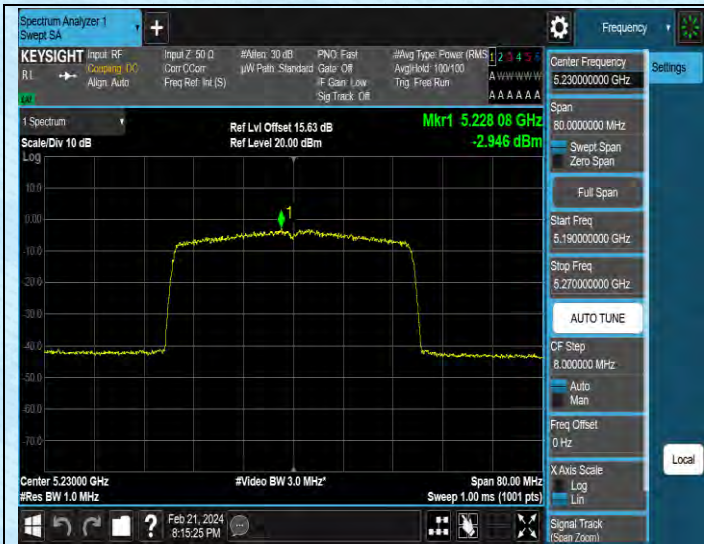 Spectrum Analyzer 1
Swept SA
+
Frequency
KEYSIGHT
Input: RF
Coupling: DC
Align: Auto
Input Z: 50 Ω
Corr CCorr
Freq Ref: Int (S)
#Atten: 30 dB
µW Path: Standard
PNO: Fast
Gate: Off
IF Gain: Low
Sig Track: Off
#Avg Type: Power (RMS
Avg|Hold: 100/100
Trig: Free Run
1 2 3 4 5 6
A W W W W W
A A A A A A
1 Spectrum
Scale/Div 10 dB
Ref Lvl Offset 15.63 dB
Ref Level 20.00 dBm
Mkr1 5.228 08 GHz
-2.946 dBm
Log
10.0
0.00
-10.0
-20.0
-30.0
-40.0
-50.0
-60.0
-70.0
1
Center 5.23000 GHz
#Res BW 1.0 MHz
#Video BW 3.0 MHz*
Span 80.00 MHz
Sweep 1.00 ms (1001 pts)
Feb 21, 2024
8:15:25 PM
?
Center Frequency
5.230000000 GHz
Settings
Span
80.0000000 MHz
Swept Span
Zero Span
Full Span
Start Freq
5.190000000 GHz
Stop Freq
5.270000000 GHz
AUTO TUNE
CF Step
8.000000 MHz
Auto
Man
Freq Offset
0 Hz
X Axis Scale
Log
Lin
Local
Signal Track
(Span Zoom)